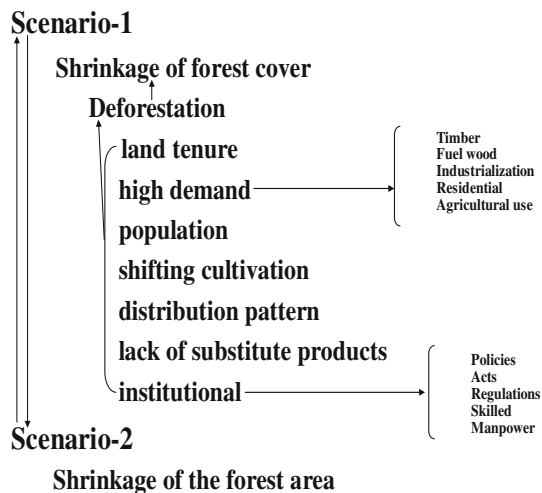 Scenario-1
Shrinkage of forest cover
Deforestation
land tenure
high demand
population
shifting cultivation
distribution pattern
lack of substitute products
institutional
Timber
Fuel wood
Industrialization
Residential
Agricultural use
Policies
Acts
Regulations
Skilled
Manpower
Scenario-2
Shrinkage of the forest area